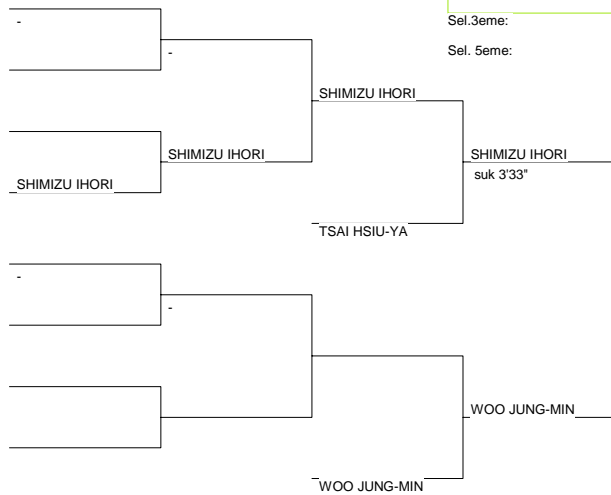 -
Sel.3eme:
-
Sel. 5eme:
SHIMIZU IHORI
SHIMIZU IHORI
SHIMIZU IHORI
SHIMIZU IHORI
suk 3'33"
TSAI HSIU-YA
-
-
WOO JUNG-MIN
WOO JUNG-MIN